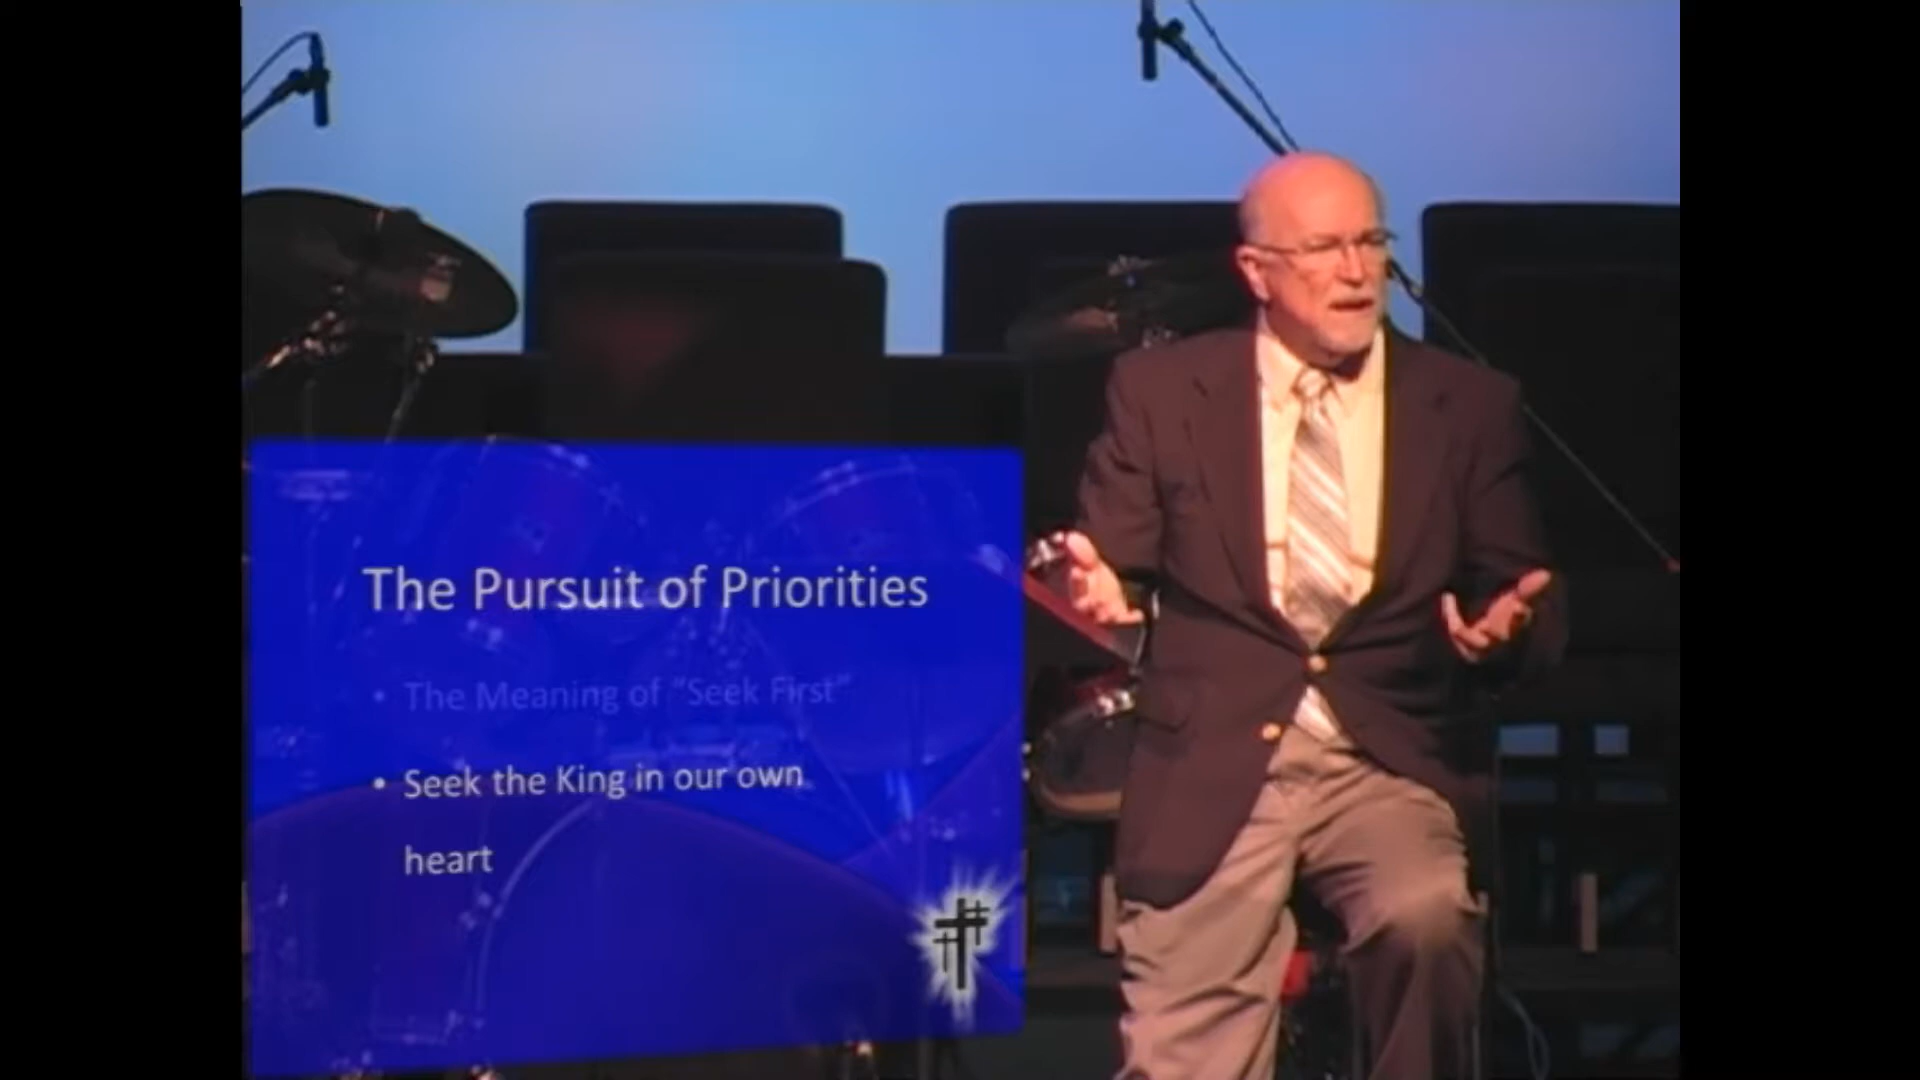 The Pursuit of Priorities
• The Meaning of “Seek First”
• Seek the King in our own
heart